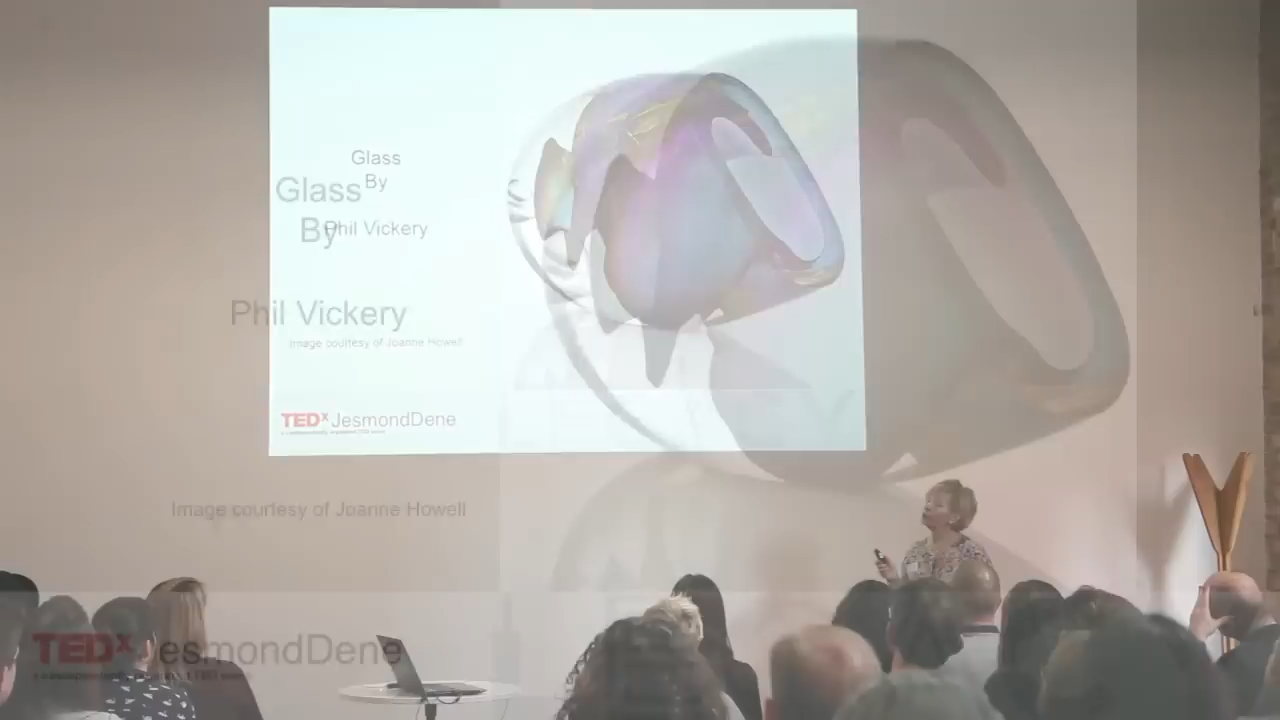 Glass
By
Phil Vickery
Image courtesy of Joanne Howell
TEDx JesmondDene
Glass
By
Phil Vickery
Image courtesy of Joanne Howell
TEDx JesmondDene